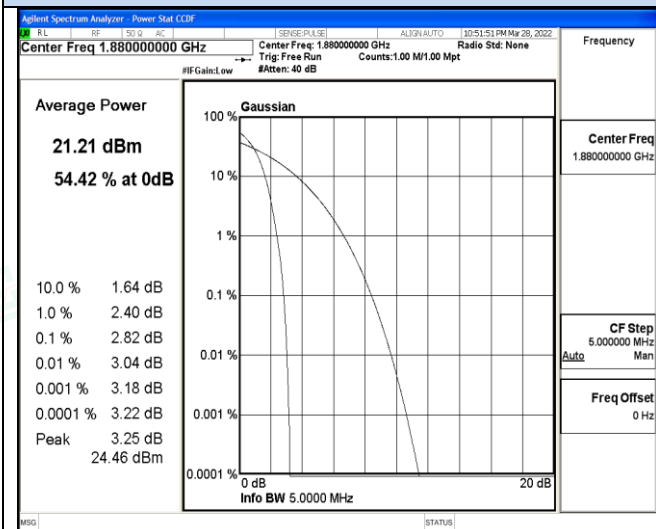 Agilent Spectrum Analyzer - Power Stat CCDF
LXI RL RF 50 Ω AC SENSE:PULSE ALIGN AUTO 10:51:51 PM Mar 28, 2022
Center Freq 1.880000000 GHz
Center Freq: 1.880000000 GHz Radio Std: None
Trig: Free Run Counts:1.00 M/1.00 Mpt
#IFGain:Low #Atten: 40 dB
Frequency
Average Power
21.21 dBm
54.42 % at 0dB
10.0 % 1.64 dB
1.0 % 2.40 dB
0.1 % 2.82 dB
0.01 % 3.04 dB
0.001 % 3.18 dB
0.0001 % 3.22 dB
Peak 3.25 dB
24.46 dBm
Gaussian
100 %
10 %
1 %
0.1 %
0.01 %
0.001 %
0.0001 %
0 dB 20 dB
Info BW 5.0000 MHz
Center Freq
1.880000000 GHz
CF Step
5.000000 MHz
Auto Man
Freq Offset
0 Hz
MSG STATUS